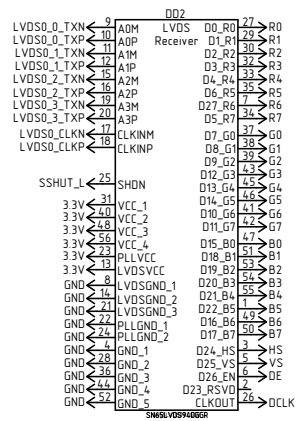 DD2
LVDS0_0_TXN 9 A0M LVDS D0_R0 27 R0
LVDS0_0_TXP 10 A0P Receiver D1_R1 29 R1
LVDS0_1_TXN 11 A1M D2_R2 30 R2
LVDS0_1_TXP 12 A1P D3_R3 32 R3
LVDS0_2_TXN 15 A2M D4_R4 33 R4
LVDS0_2_TXP 16 A2P D6_R5 35 R5
LVDS0_3_TXN 19 A3M D27_R6 7 R6
LVDS0_3_TXP 20 A3P D5_R7 34 R7
LVDS0_CLKN 17 CLKINM D7_G0 37 G0
LVDS0_CLKP 18 CLKINP D8_G1 38 G1
D9_G2 39 G2
SSHUT_L 25 SHDN D12_G3 43 G3
D13_G4 45 G4
3.3V 31 VCC_1 D14_G5 46 G5
3.3V 40 VCC_2 D10_G6 41 G6
3.3V 48 VCC_3 D11_G7 42 G7
3.3V 56 VCC_4 D15_B0 47 B0
3.3V 23 PLLVCC D18_B1 51 B1
3.3V 13 LVDSVCC D19_B2 53 B2
GND 8 LVDSGND_1 D20_B3 54 B3
GND 14 LVDSGND_2 D21_B4 55 B4
GND 21 LVDSGND_3 D22_B5 1 B5
GND 22 PLLGND_1 D16_B6 49 B6
GND 24 PLLGND_2 D17_B7 50 B7
GND 4 GND_1 D24_HS 3 HS
GND 28 GND_2 D25_VS 5 VS
GND 36 GND_3 D26_EN 6 DE
GND 44 GND_4 D23_RSVD 2
GND 52 GND_5 CLKOUT 26 DCLK
SN65LVDS94DGGR